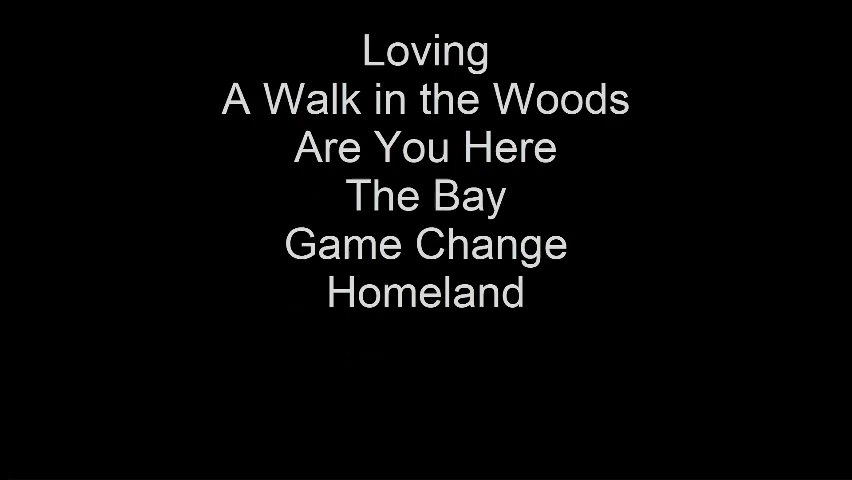 Loving
A Walk in the Woods
Are You Here
The Bay
Game Change
Homeland